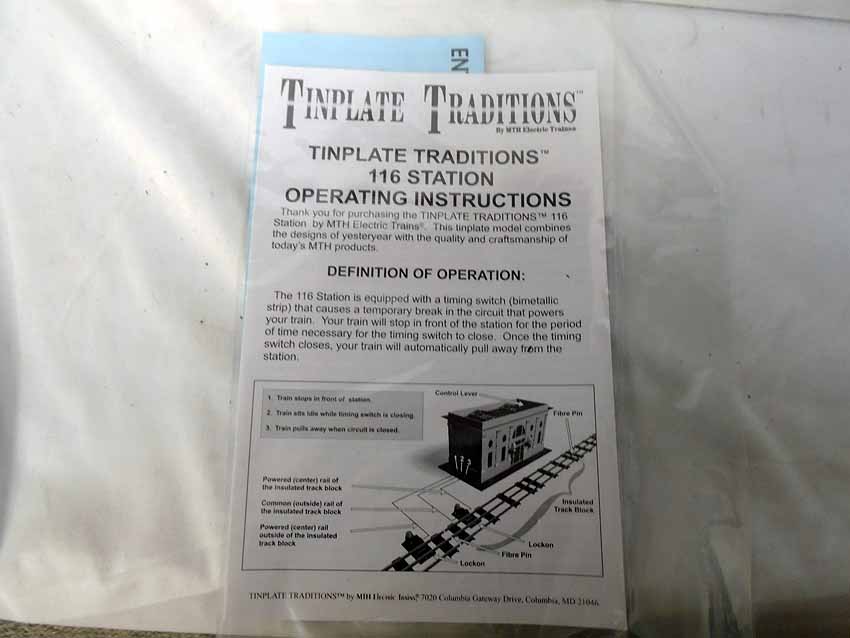 EN
TINPLATE TRADITIONS™
By MTH Electric Trains®
TINPLATE TRADITIONS™
116 STATION
OPERATING INSTRUCTIONS
Thank you for purchasing the TINPLATE TRADITIONS™ 116
Station by MTH Electric Trains®. This tinplate model combines
the designs of yesteryear with the quality and craftsmanship of
today's MTH products.
DEFINITION OF OPERATION:
The 116 Station is equipped with a timing switch (bimetallic
strip) that causes a temporary break in the circuit that powers
your train. Your train will stop in front of the station for the period
of time necessary for the timing switch to close. Once the timing
switch closes, your train will automatically pull away from the
station.
1. Train stops in front of station.
2. Train sits idle while timing switch is closing.
3. Train pulls away when circuit is closed.
Control Lever
Fibre Pin
Powered (center) rail of
the insulated track block
Common (outside) rail of
the insulated track block
Powered (center) rail
outside of the insulated
track block
Insulated
Track Block
Lockon
Fibre Pin
Lockon
TINPLATE TRADITIONS™ by MTH Electric Trains® 7020 Columbia Gateway Drive, Columbia, MD 21046